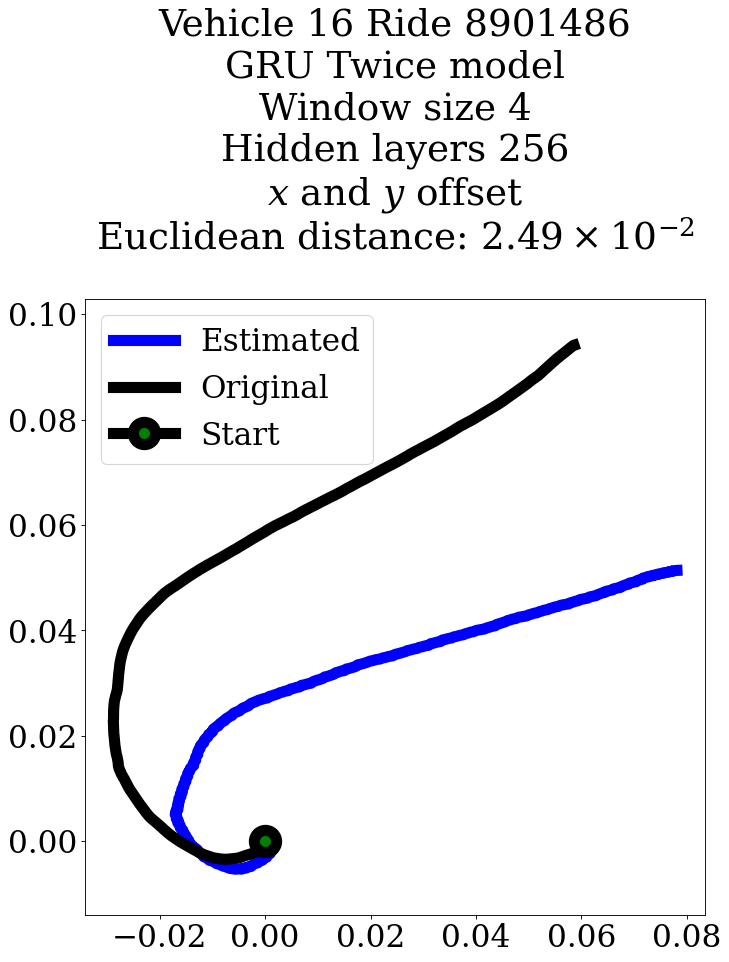 Vehicle 16 Ride 8901486
GRU Twice model
Window size 4
Hidden layers 256
x and y offset
Euclidean distance: 2.49 × 10⁻²
Estimated
Original
Start
0.10
0.08
0.06
0.04
0.02
0.00
−0.02 0.00 0.02 0.04 0.06 0.08